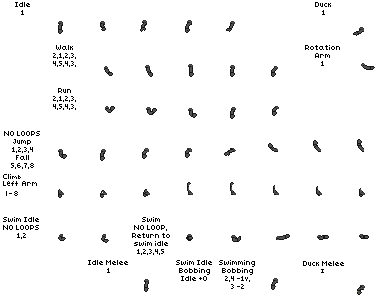 Idle
1
Duck
1
Walk
2,1,2,3,
4,5,4,3,
Rotation
Arm
1
Run
2,1,2,3,
4,5,4,3,
NO LOOPS
Jump
1,2,3,4
Fall
5,6,7,8
Climb
Left Arm
1-8
Swim Idle
NO LOOPS
1,2
Swim
NO LOOP,
Return to
swim idle
1,2,3,4,5
Swim Idle
Bobbing
Idle +0
Swimming
Bobbing
2,4 -1v,
3 -2
Idle Melee
1
Duck Melee
1